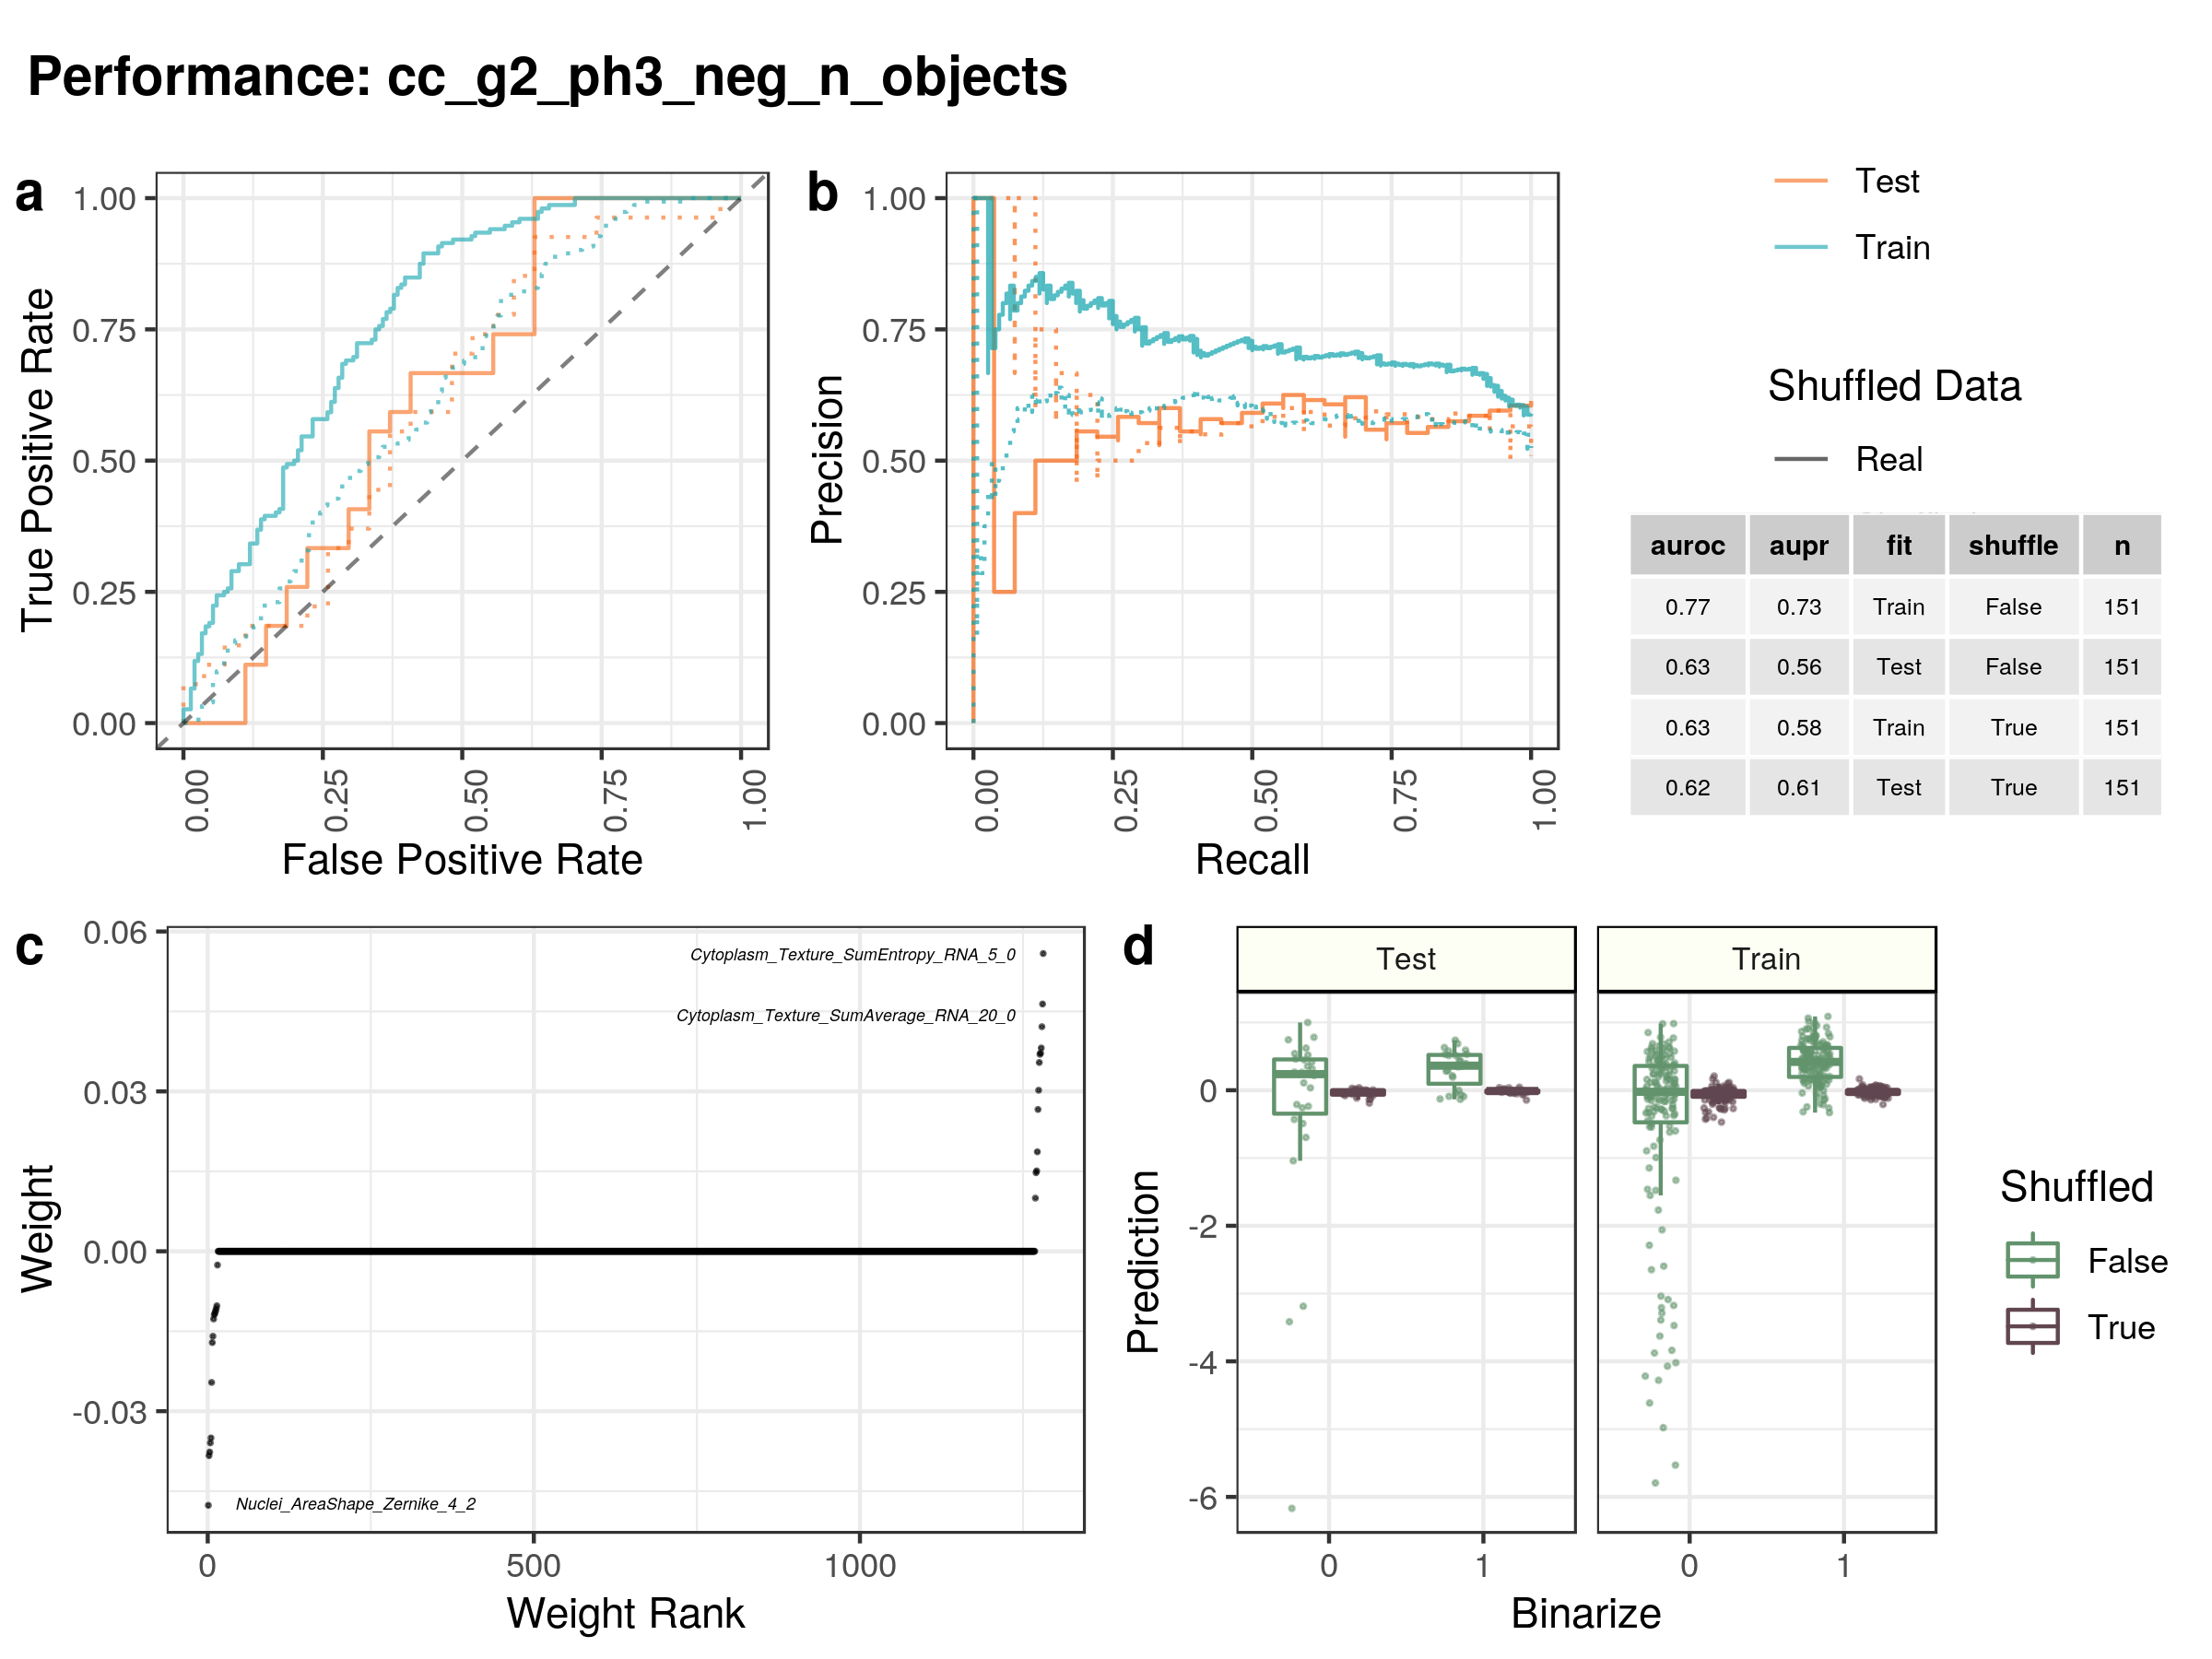 Performance: cc_g2_ph3_neg_n_objects
a
1.00
0.75
0.50
0.25
0.00
True Positive Rate
0.00
0.25
0.50
0.75
1.00
False Positive Rate
b
1.00
0.75
0.50
0.25
0.00
Precision
0.00
0.25
0.50
0.75
1.00
Recall
Test
Train
Shuffled Data
Real
auroc aupr fit shuffle n
0.77 0.73 Train False 151
0.63 0.56 Test False 151
0.63 0.58 Train True 151
0.62 0.61 Test True 151
c
0.06
0.03
0.00
-0.03
Weight
Cytoplasm_Texture_SumEntropy_RNA_5_0
Cytoplasm_Texture_SumAverage_RNA_20_0
Nuclei_AreaShape_Zernike_4_2
0 500 1000
Weight Rank
d
Test Train
0
-2
-4
-6
Prediction
0 1 0 1
Binarize
Shuffled
False
True